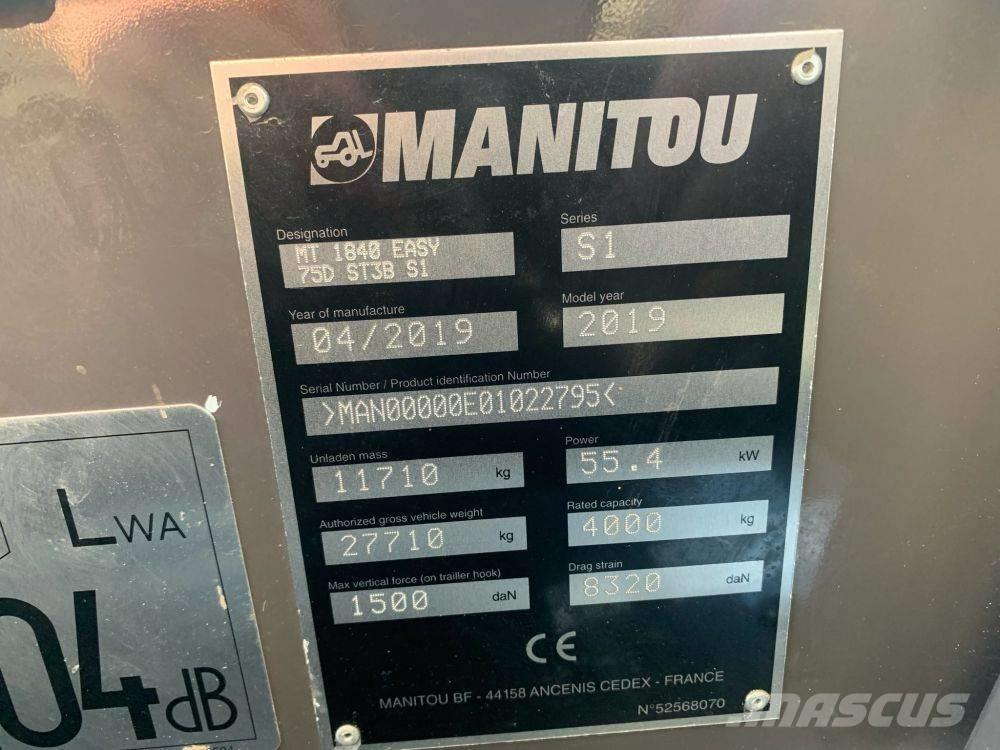 MANITOU
Designation
MT 1840 EASY
75D ST3B S1
Series
S1
Year of manufacture
04/2019
Model year
2019
Serial Number / Product identification Number
>MAN00000E01022795<
Unladen mass
11710 kg
Power
55.4 kW
Authorized gross vehicle weight
27710 kg
Rated capacity
4000 kg
Max vertical force (on trailler hook)
1500 daN
Drag strain
8320 daN
CE
MANITOU BF - 44158 ANCENIS CEDEX - FRANCE
N°52568070
LWA
04 dB
MASCUS